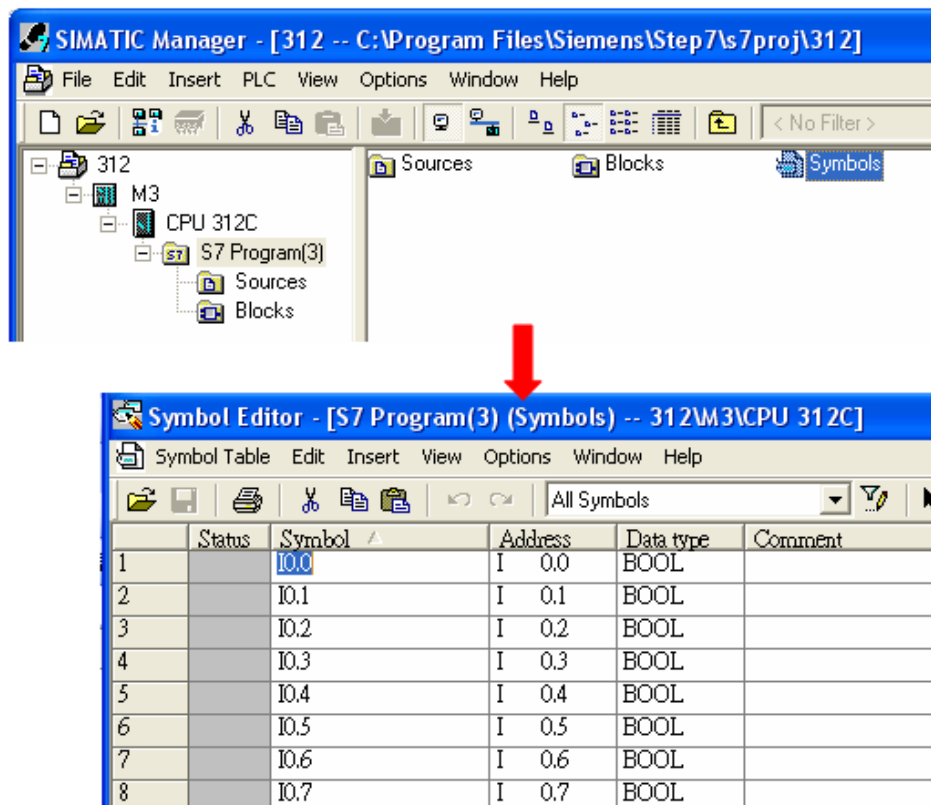 SIMATIC Manager - [312 -- C:\Program Files\Siemens\Step7\s7proj\312]
File Edit Insert PLC View Options Window Help
< No Filter >
312
M3
CPU 312C
S7 Program(3)
Sources
Blocks
Sources Blocks Symbols
Symbol Editor - [S7 Program(3) (Symbols) -- 312\M3\CPU 312C]
Symbol Table Edit Insert View Options Window Help
All Symbols
Status Symbol Address Data type Comment
1 I0.0 I 0.0 BOOL
2 I0.1 I 0.1 BOOL
3 I0.2 I 0.2 BOOL
4 I0.3 I 0.3 BOOL
5 I0.4 I 0.4 BOOL
6 I0.5 I 0.5 BOOL
7 I0.6 I 0.6 BOOL
8 I0.7 I 0.7 BOOL